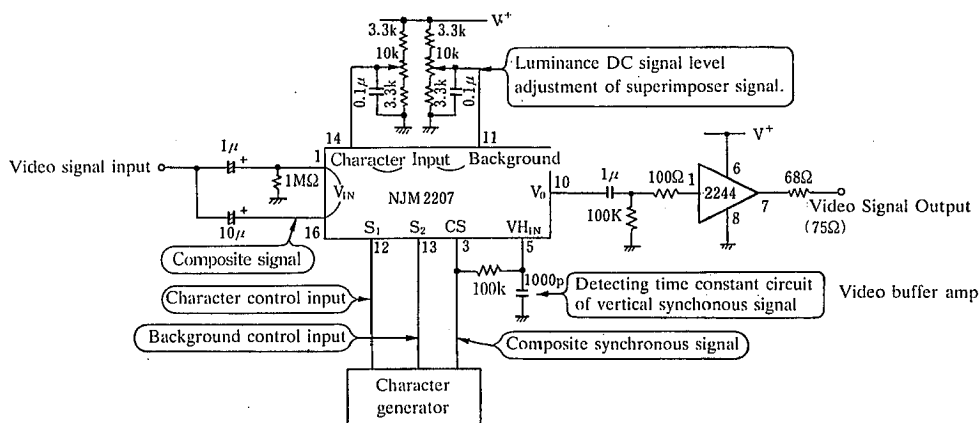 V+
3.3k 3.3k
10k 10k
0.1μ 3.3k 3.3k 0.1μ
Luminance DC signal level
adjustment of superimposer signal.
14 11
Video signal input
1μ +
1
1MΩ
10μ +
16
Composite signal
Character Input Background
VIN
NJM2207
V0
10
S1 S2 CS VHIN
12 13 3 5
1μ
100K
100Ω
1 2244
V+
6
8
7
68Ω
Video Signal Output
(75Ω)
100k
1000p
Detecting time constant circuit
of vertical synchonous signal
Video buffer amp
Character control input
Background control input
Composite synchronous signal
Character
generator